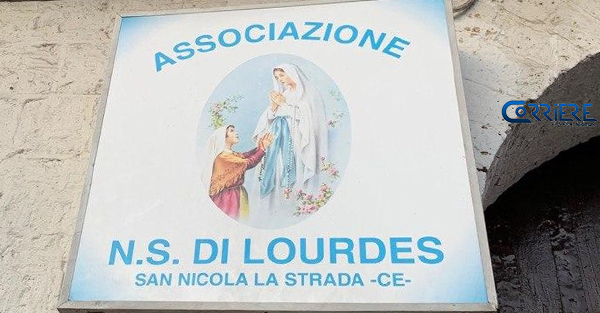 ASSOCIAZIONE
CORRIERE
N.S. DI LOURDES
SAN NICOLA LA STRADA -CE-